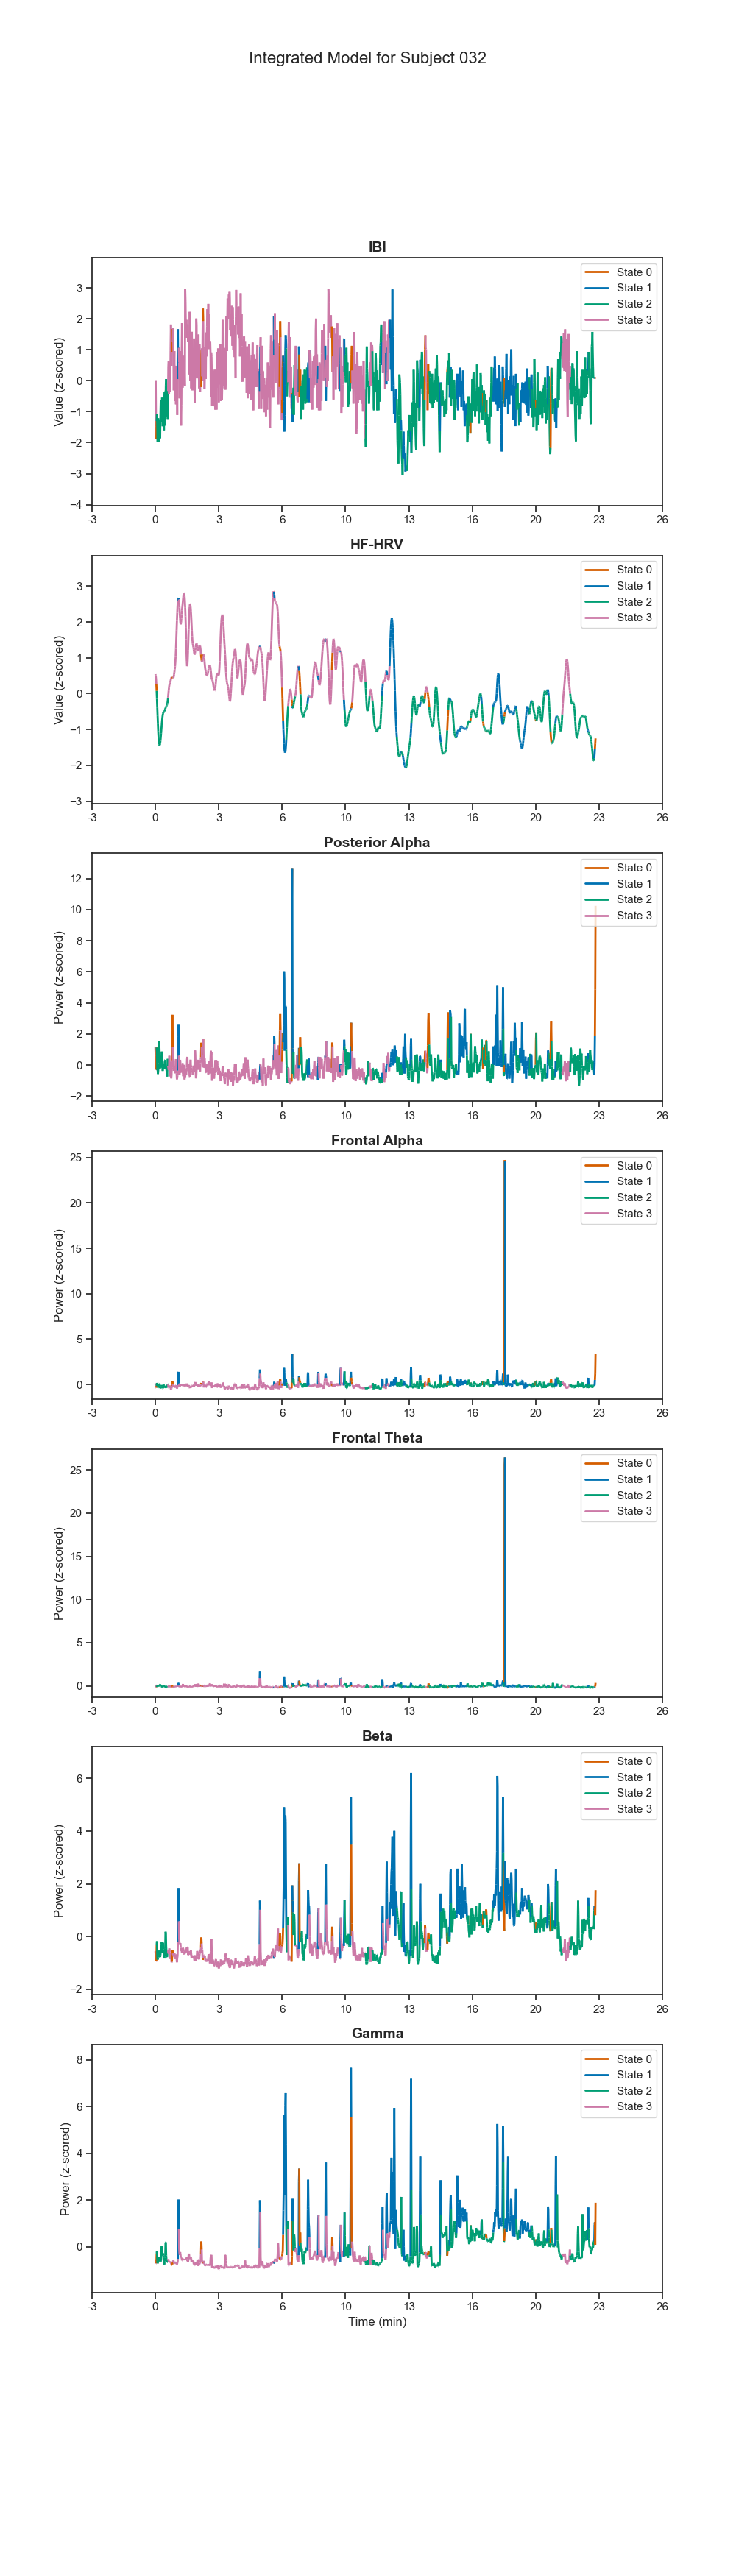 Integrated Model for Subject 032
IBI
Value (z-scored)
3
2
1
0
−1
−2
−3
−4
-3 0 3 6 10 13 16 20 23 26
State 0
State 1
State 2
State 3
HF-HRV
Value (z-scored)
3
2
1
0
−1
−2
−3
-3 0 3 6 10 13 16 20 23 26
State 0
State 1
State 2
State 3
Posterior Alpha
Power (z-scored)
12
10
8
6
4
2
0
−2
-3 0 3 6 10 13 16 20 23 26
State 0
State 1
State 2
State 3
Frontal Alpha
Power (z-scored)
25
20
15
10
5
0
-3 0 3 6 10 13 16 20 23 26
State 0
State 1
State 2
State 3
Frontal Theta
Power (z-scored)
25
20
15
10
5
0
-3 0 3 6 10 13 16 20 23 26
State 0
State 1
State 2
State 3
Beta
Power (z-scored)
6
4
2
0
−2
-3 0 3 6 10 13 16 20 23 26
State 0
State 1
State 2
State 3
Gamma
Power (z-scored)
8
6
4
2
0
-3 0 3 6 10 13 16 20 23 26
State 0
State 1
State 2
State 3
Time (min)